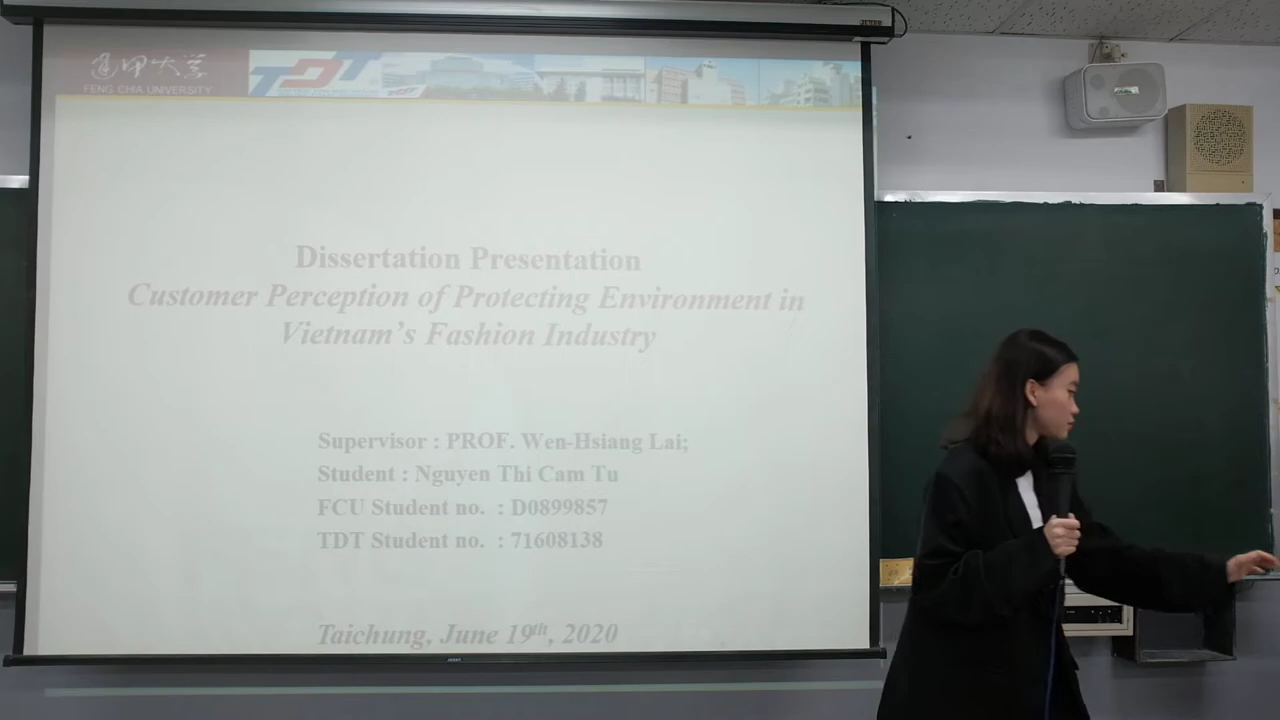 逢甲大學
FENG CHIA UNIVERSITY
TDT
Dissertation Presentation
Customer Perception of Protecting Environment in
Vietnam's Fashion Industry
Supervisor : PROF. Wen-Hsiang Lai;
Student : Nguyen Thi Cam Tu
FCU Student no. : D0899857
TDT Student no. : 71608138
Taichung, June 19th, 2020